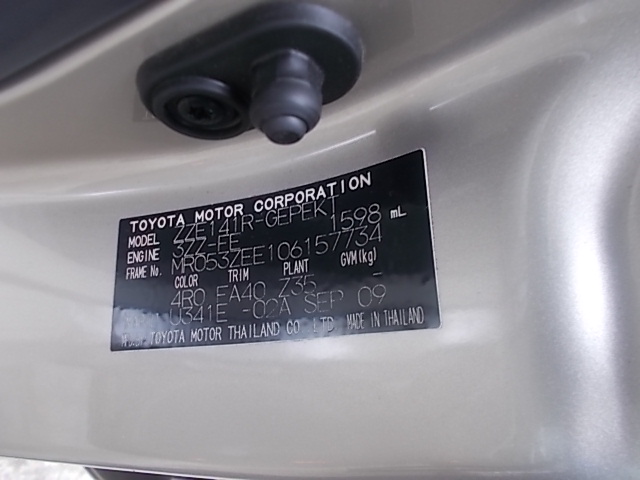 TOYOTA MOTOR CORPORATION
MODEL ZZE141R-GEPEKT
ENGINE 3ZZ-FE 1598 mL
FRAME No. MR053ZEE106157734
COLOR TRIM PLANT GVM(kg)
4R0 EA40 Z35 -
U341E -02A SEP 09
TOYOTA MOTOR THAILAND CO. LTD MADE IN THAILAND